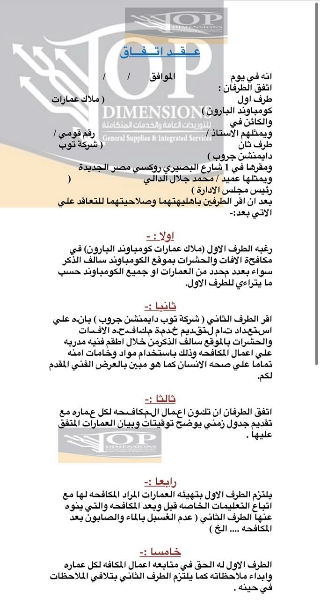 TOP
DIMENSIONS
عقد اتفاق
انه في يوم الموافق / /
اتفق الطرفان :
طرف اول ( ملاك عمارات
كومباوند البارون )
والكائن في
ويمثلهم الاستاذ / رقم قومي /
طرف ثان ( شركة توب
دايمنشن جروب )
ومقرها في 1 شارع البصيري روكسي مصر الجديدة
ويمثلها عميد / محمد جلال الدالي (
رئيس مجلس الادارة )
بعد ان اقر الطرفين باهليتهما وصلاحيتهما للتعاقد علي
الاتي بعد:-
TOP
DIMENSIONS
للتوريدات العامة والخدمات المتكاملة
General Supplies & Integrated Services
اولا : -
رغبه الطرف الاول (ملاك عمارات كومباوند البارون) في
مكافحة الافات والحشرات بموقع الكومباوند سالف الذكر
سواء بعدد محدد من العمارات او جميع الكومباوند حسب
ما يتراءي للطرف الاول.
ثانيا :-
اقر الطرف الثاني ( شركة توب دايمنشن جروب ) بانه علي
استعداد تام لتقديم خدمة مكافحه الافات
والحشرات بالموقع سالف الذكرمن خلال اطقم فنيه مدربه
علي اعمال المكافحه وذلك باستخدام مواد وخامات امنه
تماما علي صحه الانسان كما هو مبين بالعرض الفني المقدم
لكم.
ثالثا :-
اتفق الطرفان ان تكون اعمال المكافحه لكل عماره مع
تقديم جدول زمني يوضح توقيتات وبيان العمارات المتفق
عليها .
رابعا :-
يلتزم الطرف الاول بتهيئه العمارات المراد المكافحه لها مع
اتباع التعليمات الخاصه قبل وبعد المكافحه والتي ينوه
عنها الطرف الثاني ( عدم الغسيل بالماء والصابون بعد
المكافحه .... الخ )
خامسا :-
الطرف الاول له الحق في متابعه اعمال المكافه لكل عماره
وابداء ملاحظاته كما يلتزم الطرف الثاني بتلافي الملاحظات
في حينه .